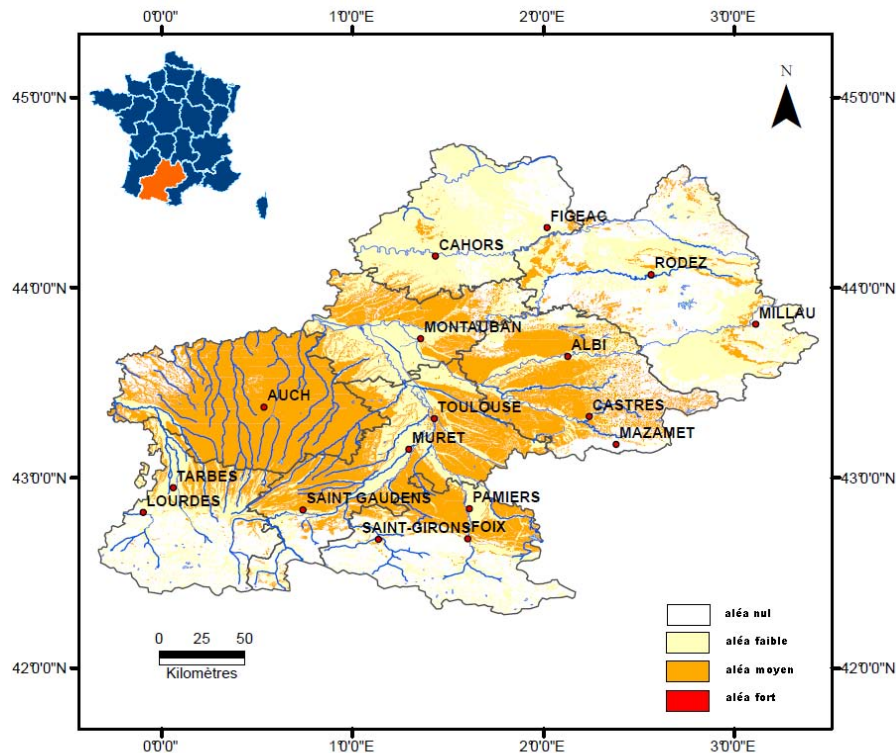 0°0'0" 1°0'0"E 2°0'0"E 3°0'0"E
45°0'0"N 45°0'0"N
N
FIGEAC
CAHORS
RODEZ
44°0'0"N 44°0'0"N
MILLAU
MONTAUBAN
ALBI
AUCH
TOULOUSE
CASTRES
MURET
MAZAMET
43°0'0"N 43°0'0"N
TARBES
LOURDES
SAINT GAUDENS
PAMIERS
SAINT-GIRONS
FOIX
aléa nul
aléa faible
aléa moyen
aléa fort
0 25 50
Kilomètres
42°0'0"N 42°0'0"N
0°0'0" 1°0'0"E 2°0'0"E 3°0'0"E